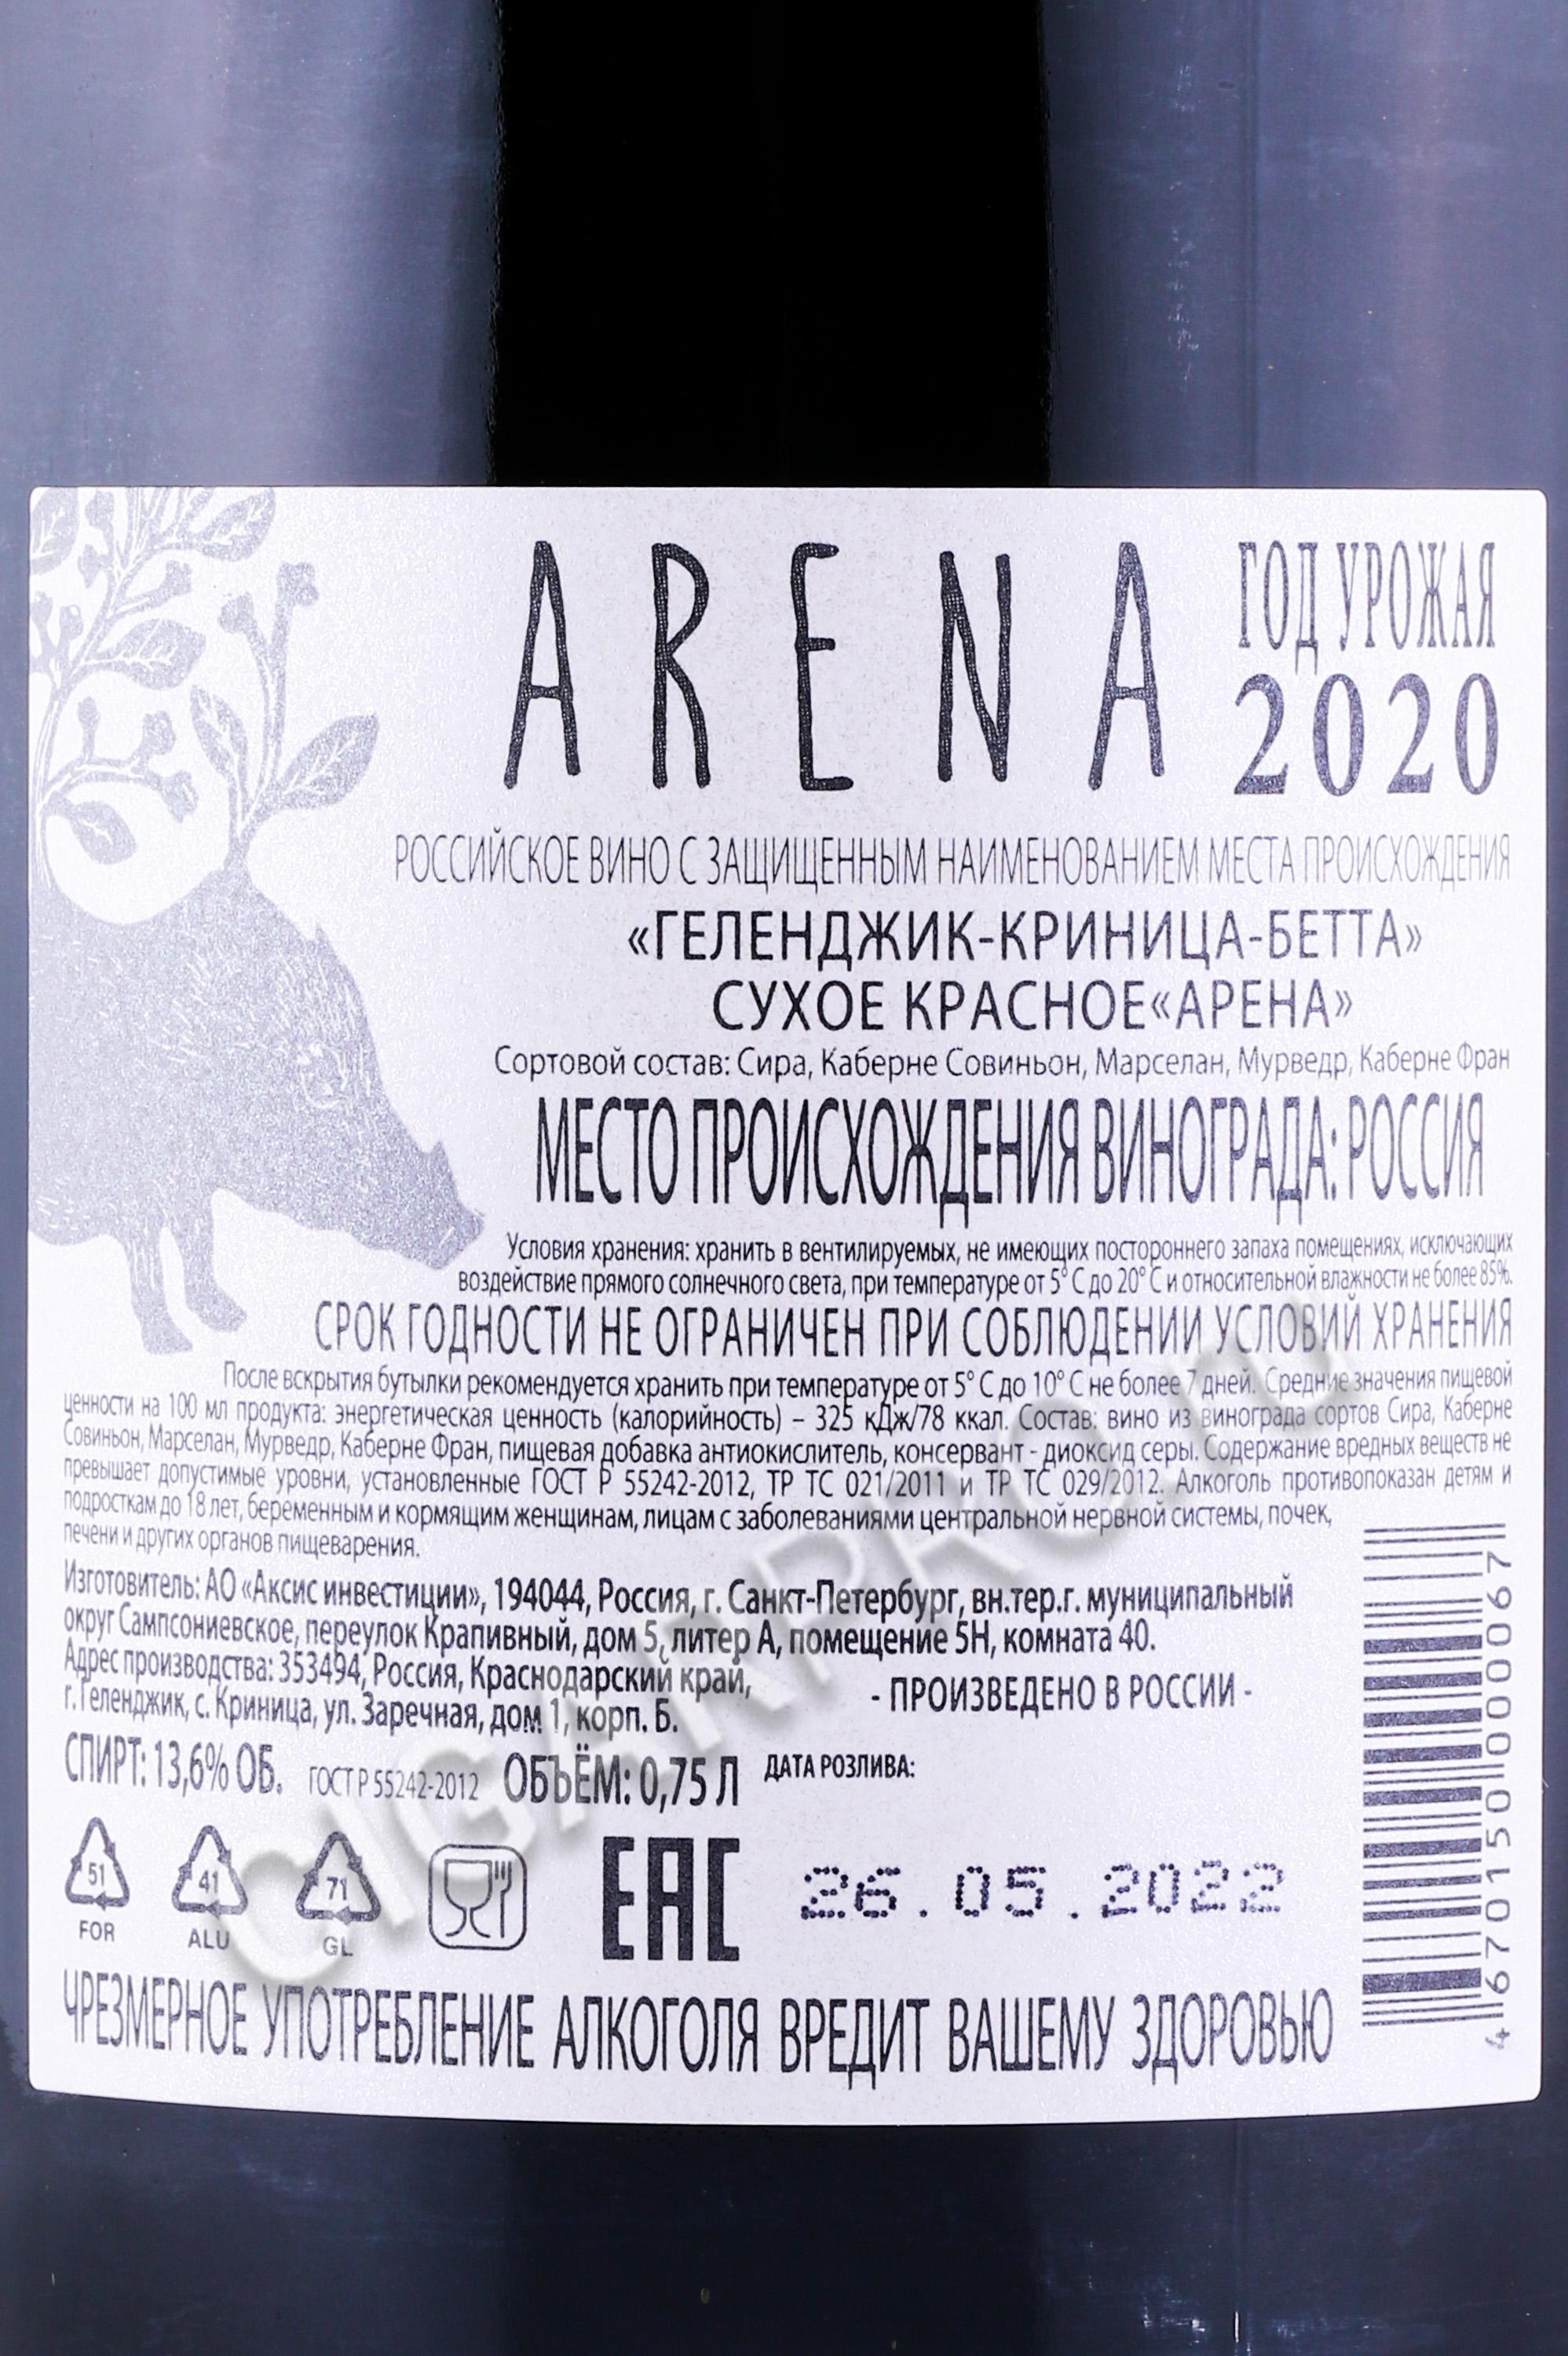 ARENA
ГОД УРОЖАЯ
2020
РОССИЙСКОЕ ВИНО С ЗАЩИЩЕННЫМ НАИМЕНОВАНИЕМ МЕСТА ПРОИСХОЖДЕНИЯ
«ГЕЛЕНДЖИК-КРИНИЦА-БЕТТА»
СУХОЕ КРАСНОЕ«АРЕНА»
Сортовой состав: Сира, Каберне Совиньон, Марселан, Мурведр, Каберне Фран
МЕСТО ПРОИСХОЖДЕНИЯ ВИНОГРАДА: РОССИЯ
Условия хранения: хранить в вентилируемых, не имеющих постороннего запаха помещениях, исключающих
воздействие прямого солнечного света, при температуре от 5° С до 20° С и относительной влажности не более 85%.
СРОК ГОДНОСТИ НЕ ОГРАНИЧЕН ПРИ СОБЛЮДЕНИИ УСЛОВИЙ ХРАНЕНИЯ
После вскрытия бутылки рекомендуется хранить при температуре от 5° С до 10° С не более 7 дней. Средние значения пищевой
ценности на 100 мл продукта: энергетическая ценность (калорийность) – 325 кДж/78 ккал. Состав: вино из винограда сортов Сира, Каберне
Совиньон, Марселан, Мурведр, Каберне Фран, пищевая добавка антиокислитель, консервант - диоксид серы. Содержание вредных веществ не
превышает допустимые уровни, установленные ГОСТ Р 55242-2012, ТР ТС 021/2011 и ТР ТС 029/2012. Алкоголь противопоказан детям и
подросткам до 18 лет, беременным и кормящим женщинам, лицам с заболеваниями центральной нервной системы, почек,
печени и других органов пищеварения.
Изготовитель: АО «Аксис инвестиции», 194044, Россия, г. Санкт-Петербург, вн.тер.г. муниципальный
округ Сампсониевское, переулок Крапивный, дом 5, литер А, помещение 5Н, комната 40.
Адрес производства: 353494, Россия, Краснодарский край,
г. Геленджик, с. Криница, ул. Заречная, дом 1, корп. Б.
- ПРОИЗВЕДЕНО В РОССИИ -
СПИРТ: 13,6% ОБ. ГОСТ Р 55242-2012 ОБЪЁМ: 0,75 Л ДАТА РОЗЛИВА:
51 FOR
41 ALU
71 GL
EAC
26.05.2022
ЧРЕЗМЕРНОЕ УПОТРЕБЛЕНИЕ АЛКОГОЛЯ ВРЕДИТ ВАШЕМУ ЗДОРОВЬЮ
4 670150 000067
CIGARPRO.ru